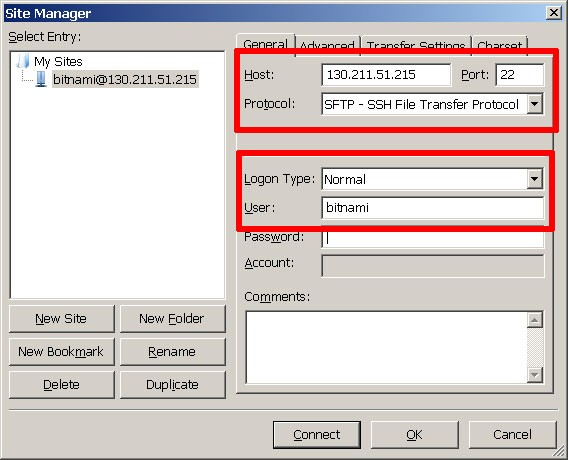 Site Manager
Select Entry:
My Sites
bitnami@130.211.51.215
New Site
New Folder
New Bookmark
Rename
Delete
Duplicate
General
Advanced
Transfer Settings
Charset
Host:
130.211.51.215
Port:
22
Protocol:
SFTP - SSH File Transfer Protocol
Logon Type:
Normal
User:
bitnami
Password:
Account:
Comments:
Connect
OK
Cancel